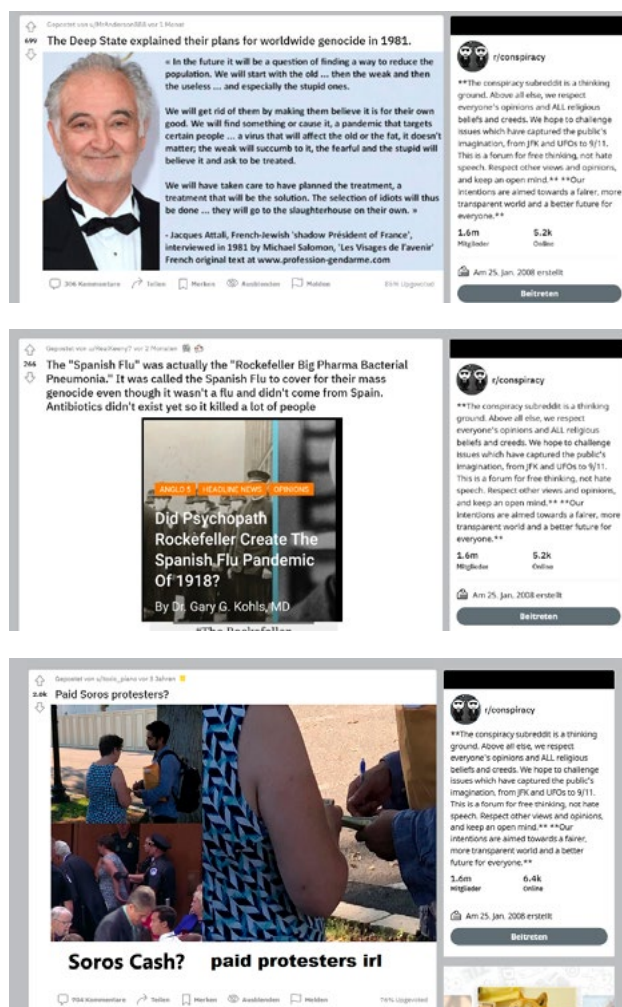 Gepostet von u/MrAnderson888 vor 1 Monat
699
The Deep State explained their plans for worldwide genocide in 1981.
« In the future it will be a question of finding a way to reduce the
population. We will start with the old ... then the weak and then
the useless ... and especially the stupid ones.
We will get rid of them by making them believe it is for their own
good. We will find something or cause it, a pandemic that targets
certain people ... a virus that will affect the old or the fat, it doesn't
matter; the weak will succumb to it, the fearful and the stupid will
believe it and ask to be treated.
We will have taken care to have planned the treatment, a
treatment that will be the solution. The selection of idiots will thus
be done ... they will go to the slaughterhouse on their own. »
- Jacques Attali, French-Jewish 'shadow Président of France',
interviewed in 1981 by Michael Salomon, 'Les Visages de l'avenir'
French original text at www.profession-gendarme.com
306 Kommentare Teilen Merken Ausblenden Melden Upgevoted
r/conspiracy
**The conspiracy subreddit is a thinking
ground. Above all else, we respect
everyone's opinions and ALL religious
beliefs and creeds. We hope to challenge
issues which have captured the public's
imagination, from JFK and UFOs to 9/11.
This is a forum for free thinking, not hate
speech. Respect other views and opinions,
and keep an open mind.** **Our
intentions are aimed towards a fairer, more
transparent world and a better future for
everyone.**
1.6m 5.2k
Mitglieder Online
Am 25. Jan. 2008 erstellt
Beitreten
Gepostet von vor 2 Monaten
266
The "Spanish Flu" was actually the "Rockefeller Big Pharma Bacterial
Pneumonia." It was called the Spanish Flu to cover for their mass
genocide even though it wasn't a flu and didn't come from Spain.
Antibiotics didn't exist yet so it killed a lot of people
ANGLO 5 HEADLINE NEWS OPINIONS
Did Psychopath
Rockefeller Create The
Spanish Flu Pandemic
Of 1918?
By Dr. Gary G. Kohls, MD
"The Rockefeller
r/conspiracy
**The conspiracy subreddit is a thinking
ground. Above all else, we respect
everyone's opinions and ALL religious
beliefs and creeds. We hope to challenge
issues which have captured the public's
imagination, from JFK and UFOs to 9/11.
This is a forum for free thinking, not hate
speech. Respect other views and opinions,
and keep an open mind.** **Our
intentions are aimed towards a fairer, more
transparent world and a better future for
everyone.**
1.6m 5.2k
Mitglieder Online
Am 25. Jan. 2008 erstellt
Beitreten
Gepostet von u/toxic_piano vor 3 Jahren
2.0k
Paid Soros protesters?
Soros Cash? paid protesters irl
704 Kommentare Teilen Merken Ausblenden Melden 76% Upgevoted
r/conspiracy
**The conspiracy subreddit is a thinking
ground. Above all else, we respect
everyone's opinions and ALL religious
beliefs and creeds. We hope to challenge
issues which have captured the public's
imagination, from JFK and UFOs to 9/11.
This is a forum for free thinking, not hate
speech. Respect other views and opinions,
and keep an open mind.** **Our
intentions are aimed towards a fairer,
more transparent world and a better
future for everyone.**
1.6m 6.4k
Mitglieder Online
Am 25. Jan. 2008 erstellt
Beitreten